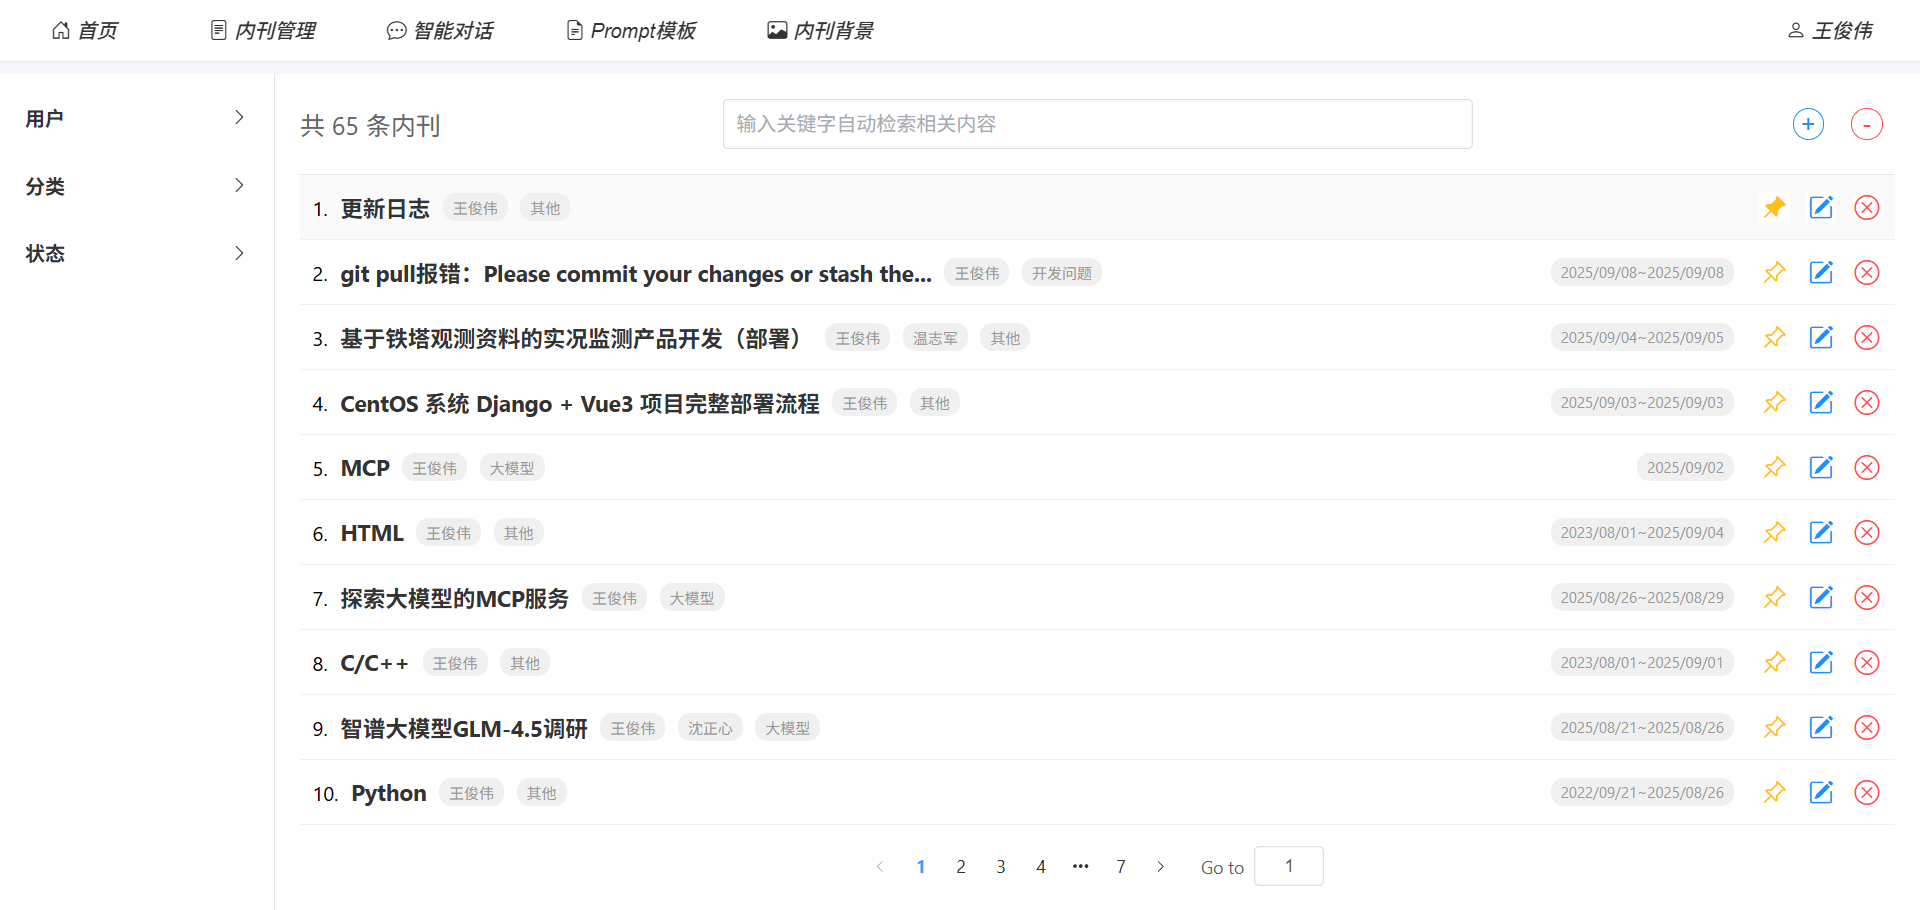 首页 内刊管理 智能对话 Prompt模板 内刊背景 王俊伟
用户
分类
状态
共 65 条内刊 输入关键字自动检索相关内容 + -
1. 更新日志 王俊伟 其他
2. git pull报错：Please commit your changes or stash the... 王俊伟 开发问题 2025/09/08~2025/09/08
3. 基于铁塔观测资料的实况监测产品开发（部署） 王俊伟 温志军 其他 2025/09/04~2025/09/05
4. CentOS 系统 Django + Vue3 项目完整部署流程 王俊伟 其他 2025/09/03~2025/09/03
5. MCP 王俊伟 大模型 2025/09/02
6. HTML 王俊伟 其他 2023/08/01~2025/09/04
7. 探索大模型的MCP服务 王俊伟 大模型 2025/08/26~2025/08/29
8. C/C++ 王俊伟 其他 2023/08/01~2025/09/01
9. 智谱大模型GLM-4.5调研 王俊伟 沈正心 大模型 2025/08/21~2025/08/26
10. Python 王俊伟 其他 2022/09/21~2025/08/26
1 2 3 4 ••• 7 Go to 1